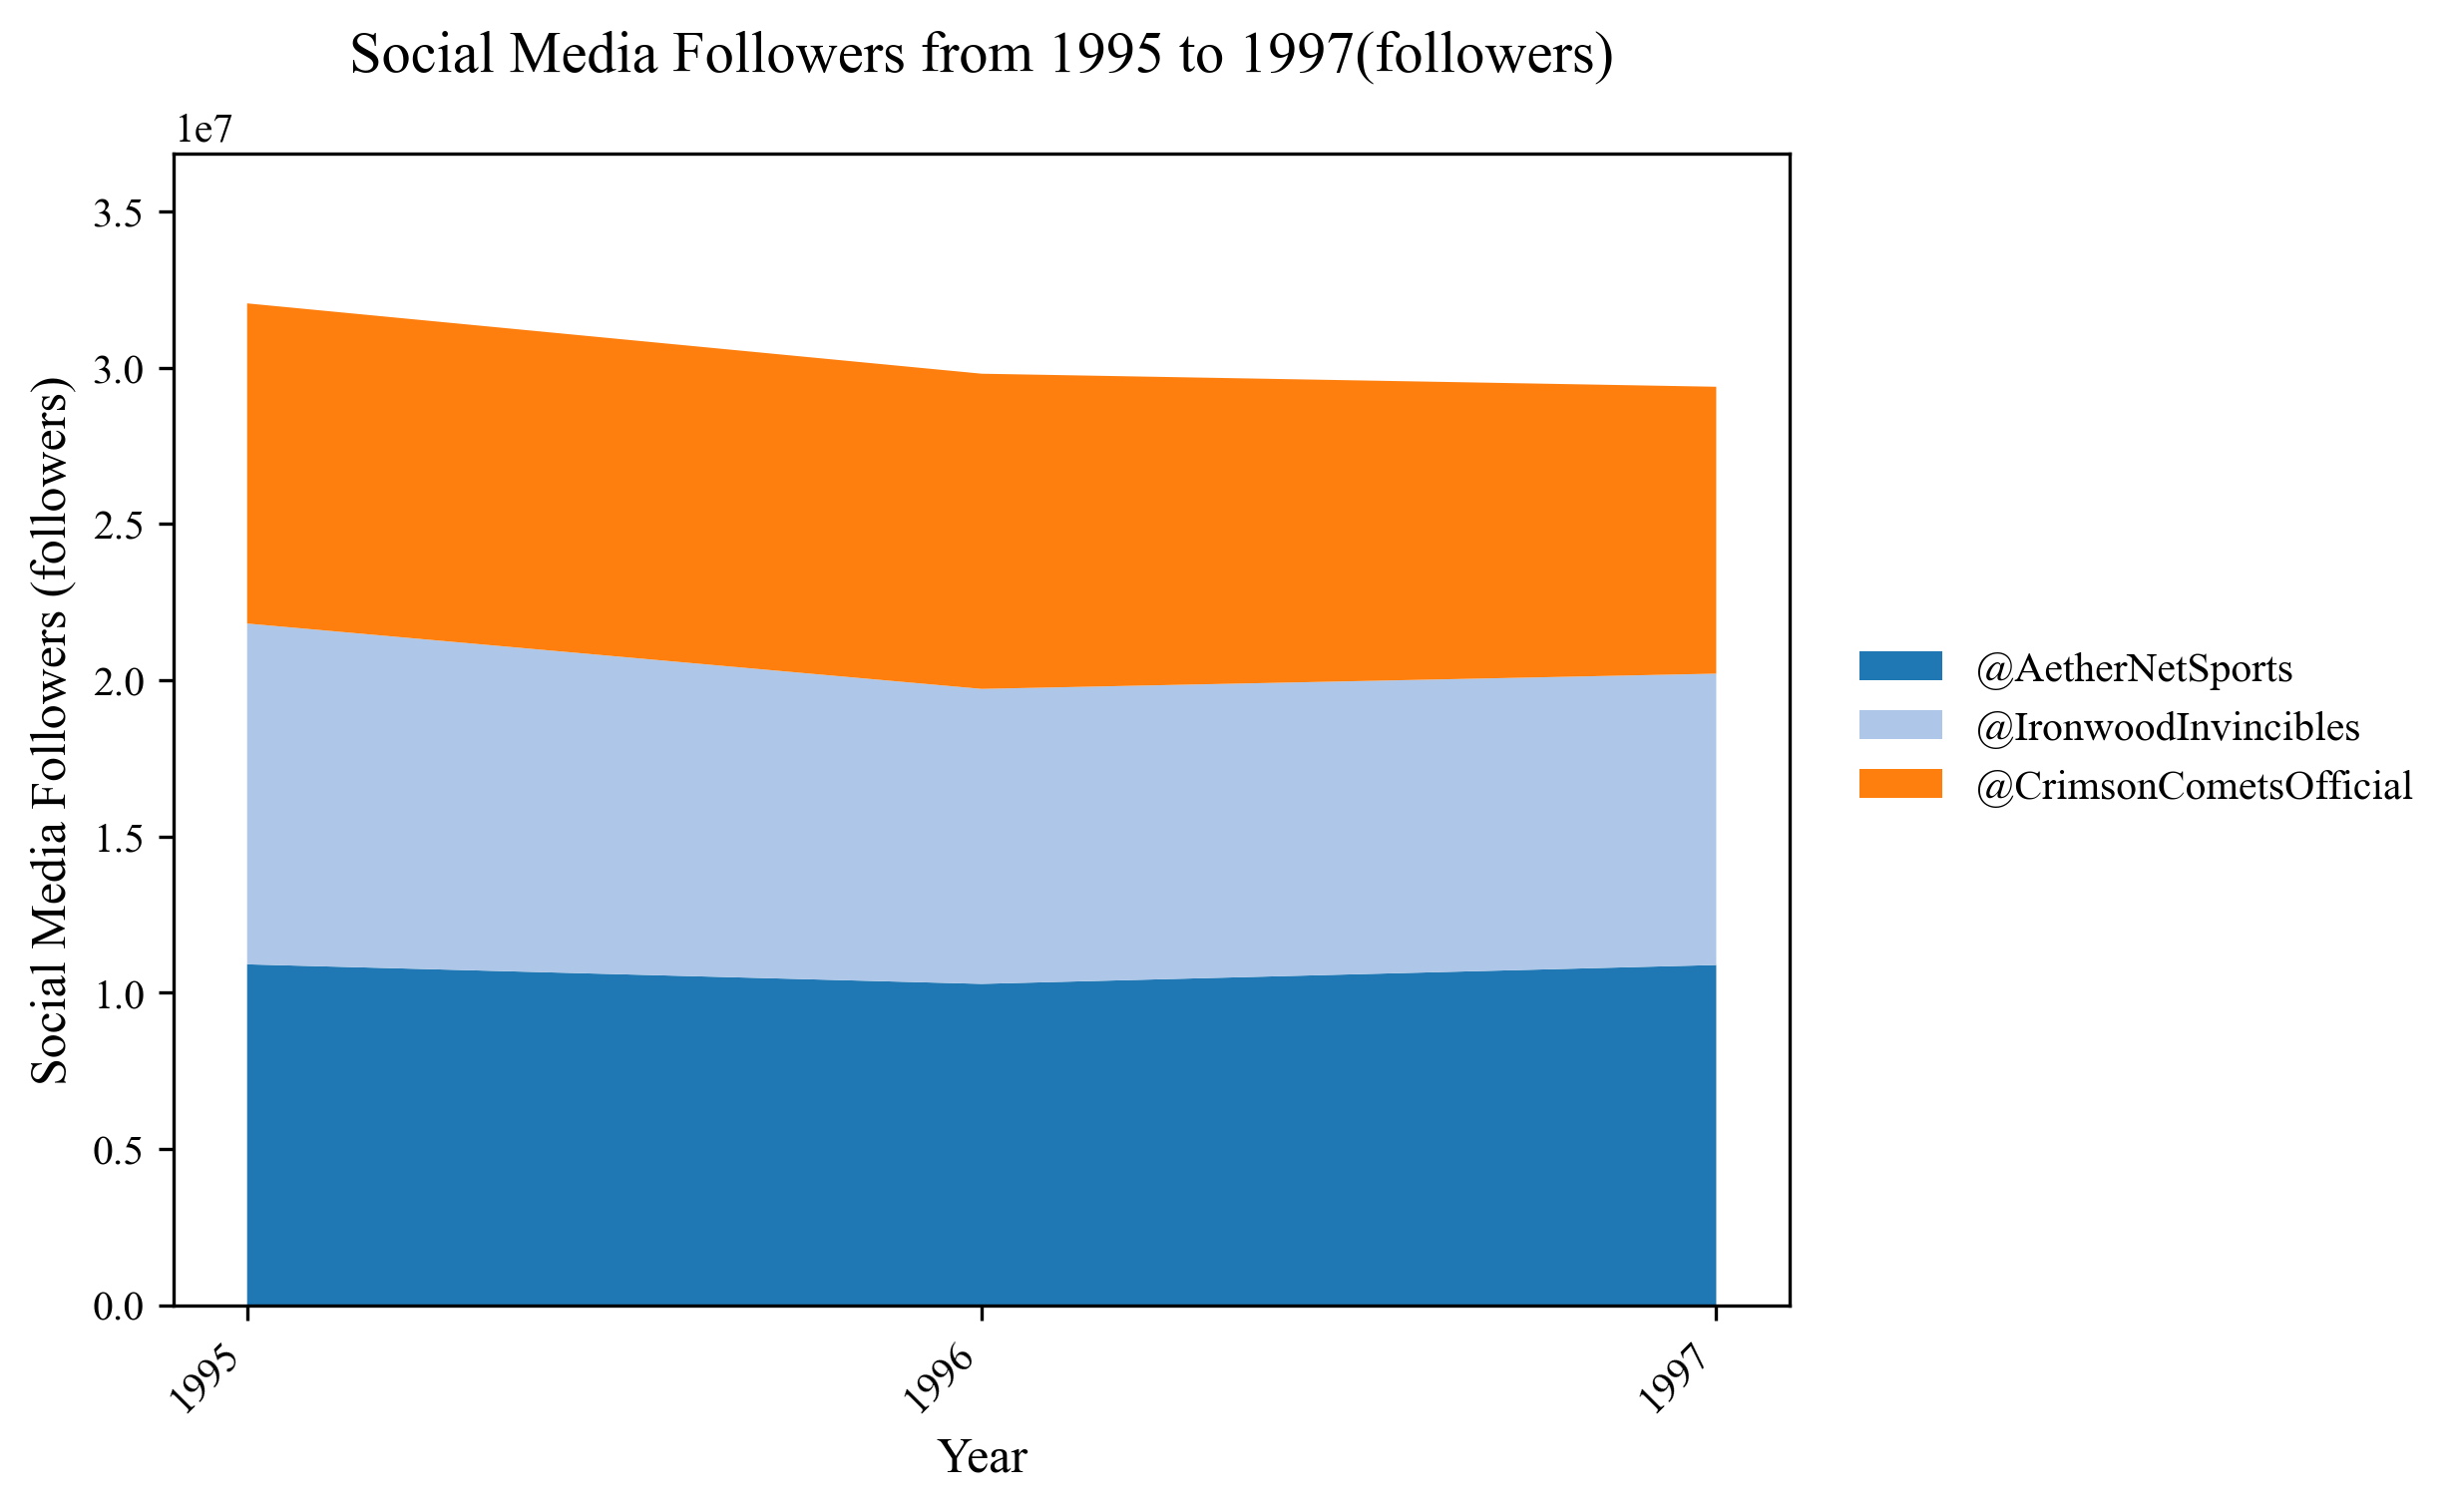 Social Media Followers from 1995 to 1997(followers)
1e7
3.5
3.0
2.5
2.0
1.5
1.0
0.5
0.0
Social Media Followers (followers)
1995
1996
1997
Year
@AetherNetSports
@IronwoodInvincibles
@CrimsonCometsOfficial